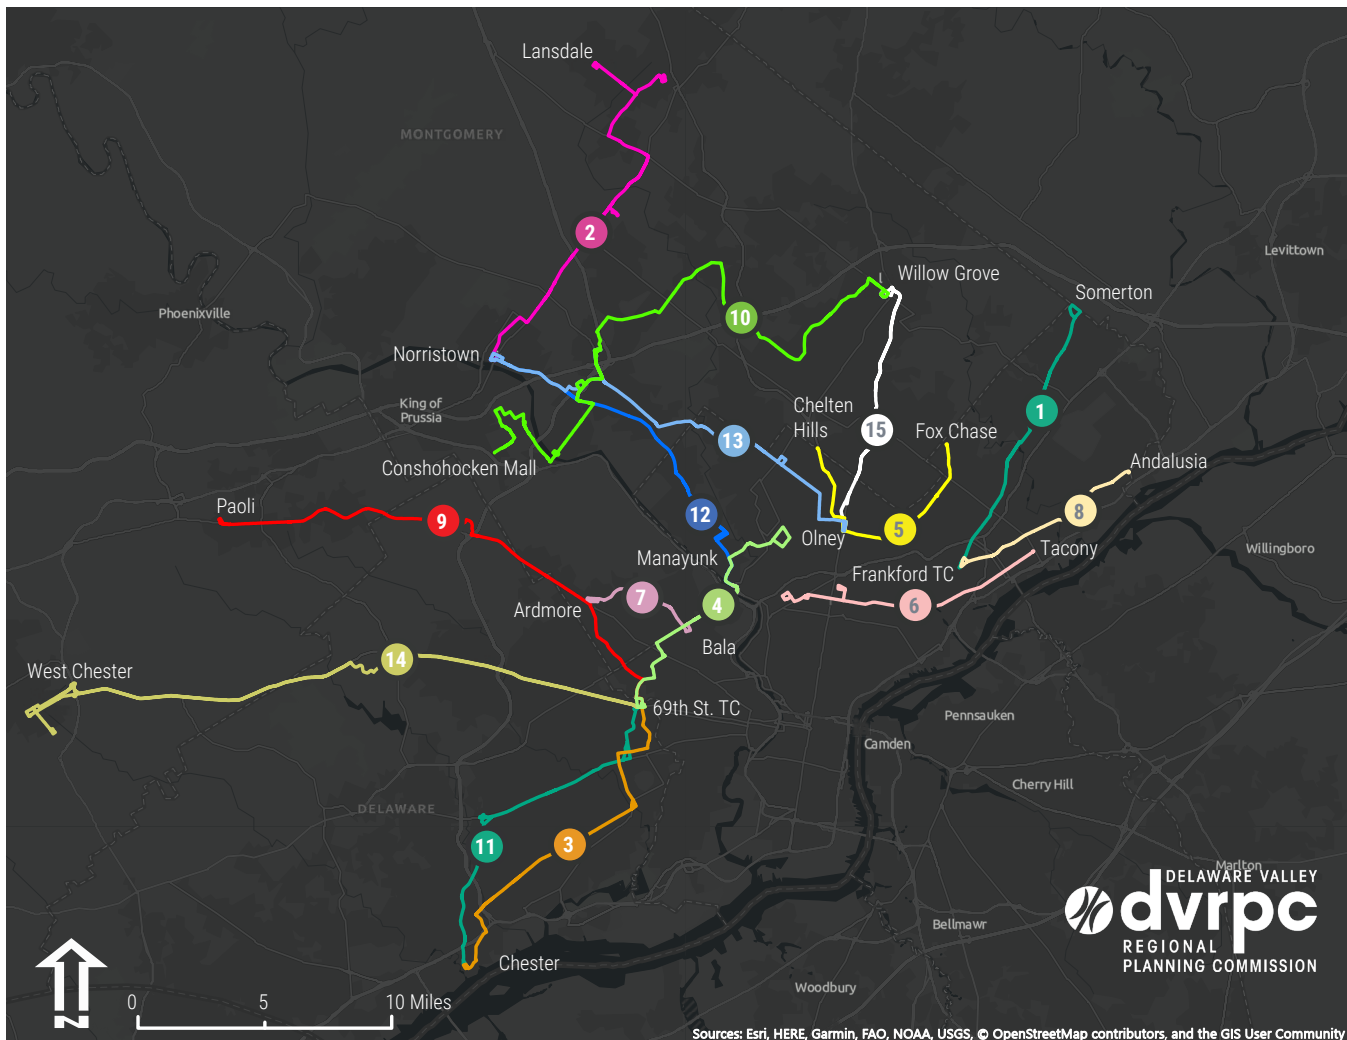 Lansdale
MONTGOMERY
2
Levittown
Willow Grove
Somerton
Phoenixville
10
Norristown
King of
Prussia
Chelten
Hills
1
15
13
Fox Chase
Conshohocken Mall
Andalusia
Paoli
9
12
8
5
Olney
Tacony
Willingboro
Manayunk
Frankford TC
7
4
6
Ardmore
Bala
14
West Chester
69th St. TC
Pennsauken
Camden
Cherry Hill
DELAWARE
11
3
Marlton
DELAWARE VALLEY
dvrpc
REGIONAL
PLANNING COMMISSION
Bellmawr
Chester
Woodbury
0 5 10 Miles
N
Sources: Esri, HERE, Garmin, FAO, NOAA, USGS, © OpenStreetMap contributors, and the GIS User Community